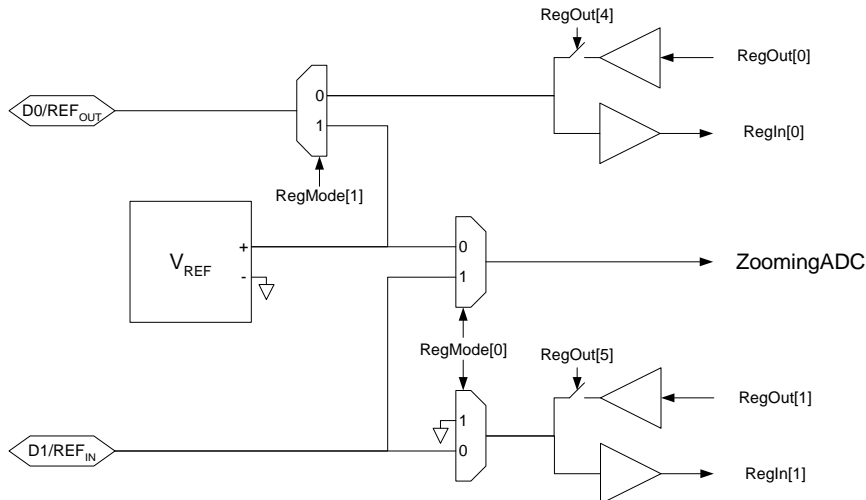 RegOut[4]
RegOut[0]
D0/REFOUT
0
1
RegIn[0]
RegMode[1]
VREF
+
-
0
1
ZoomingADC
RegMode[0]
RegOut[5]
RegOut[1]
1
0
D1/REFIN
RegIn[1]